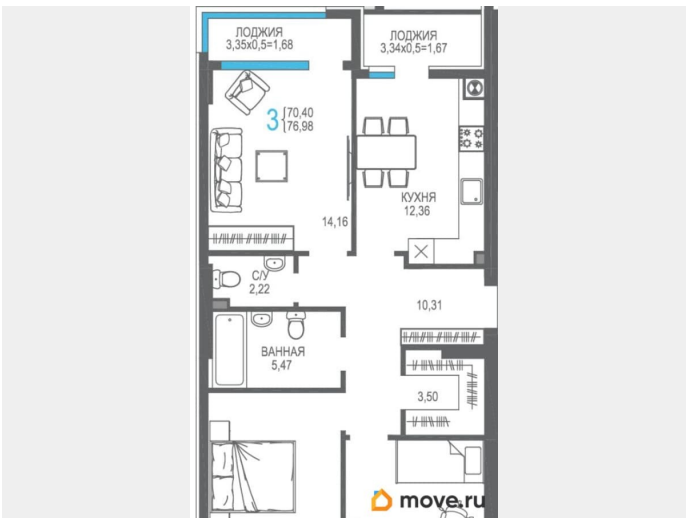 ЛОДЖИЯ
3,35x0,5=1,68
ЛОДЖИЯ
3,34x0,5=1,67
3
70,40
76,98
КУХНЯ
12,36
14,16
С/У
2,22
10,31
ВАННАЯ
5,47
3,50
move.ru